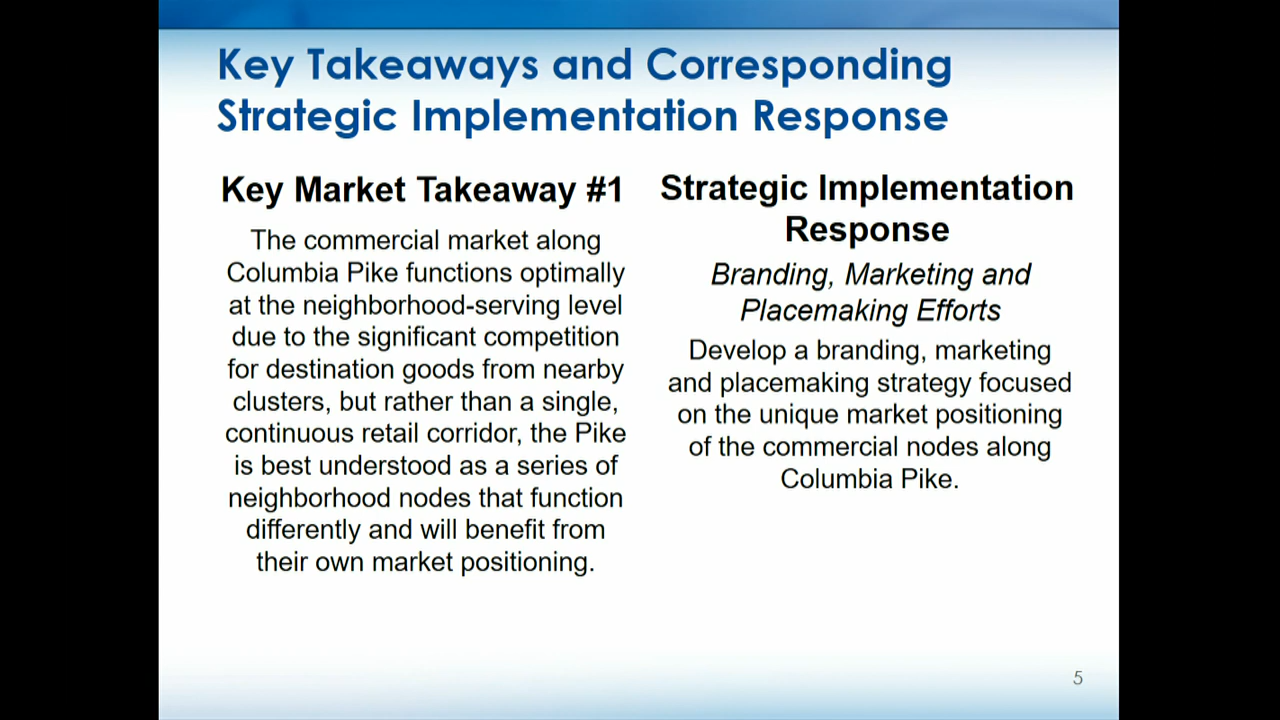 Key Takeaways and Corresponding
Strategic Implementation Response
Key Market Takeaway #1
The commercial market along
Columbia Pike functions optimally
at the neighborhood-serving level
due to the significant competition
for destination goods from nearby
clusters, but rather than a single,
continuous retail corridor, the Pike
is best understood as a series of
neighborhood nodes that function
differently and will benefit from
their own market positioning.
Strategic Implementation
Response
Branding, Marketing and
Placemaking Efforts
Develop a branding, marketing
and placemaking strategy focused
on the unique market positioning
of the commercial nodes along
Columbia Pike.
5